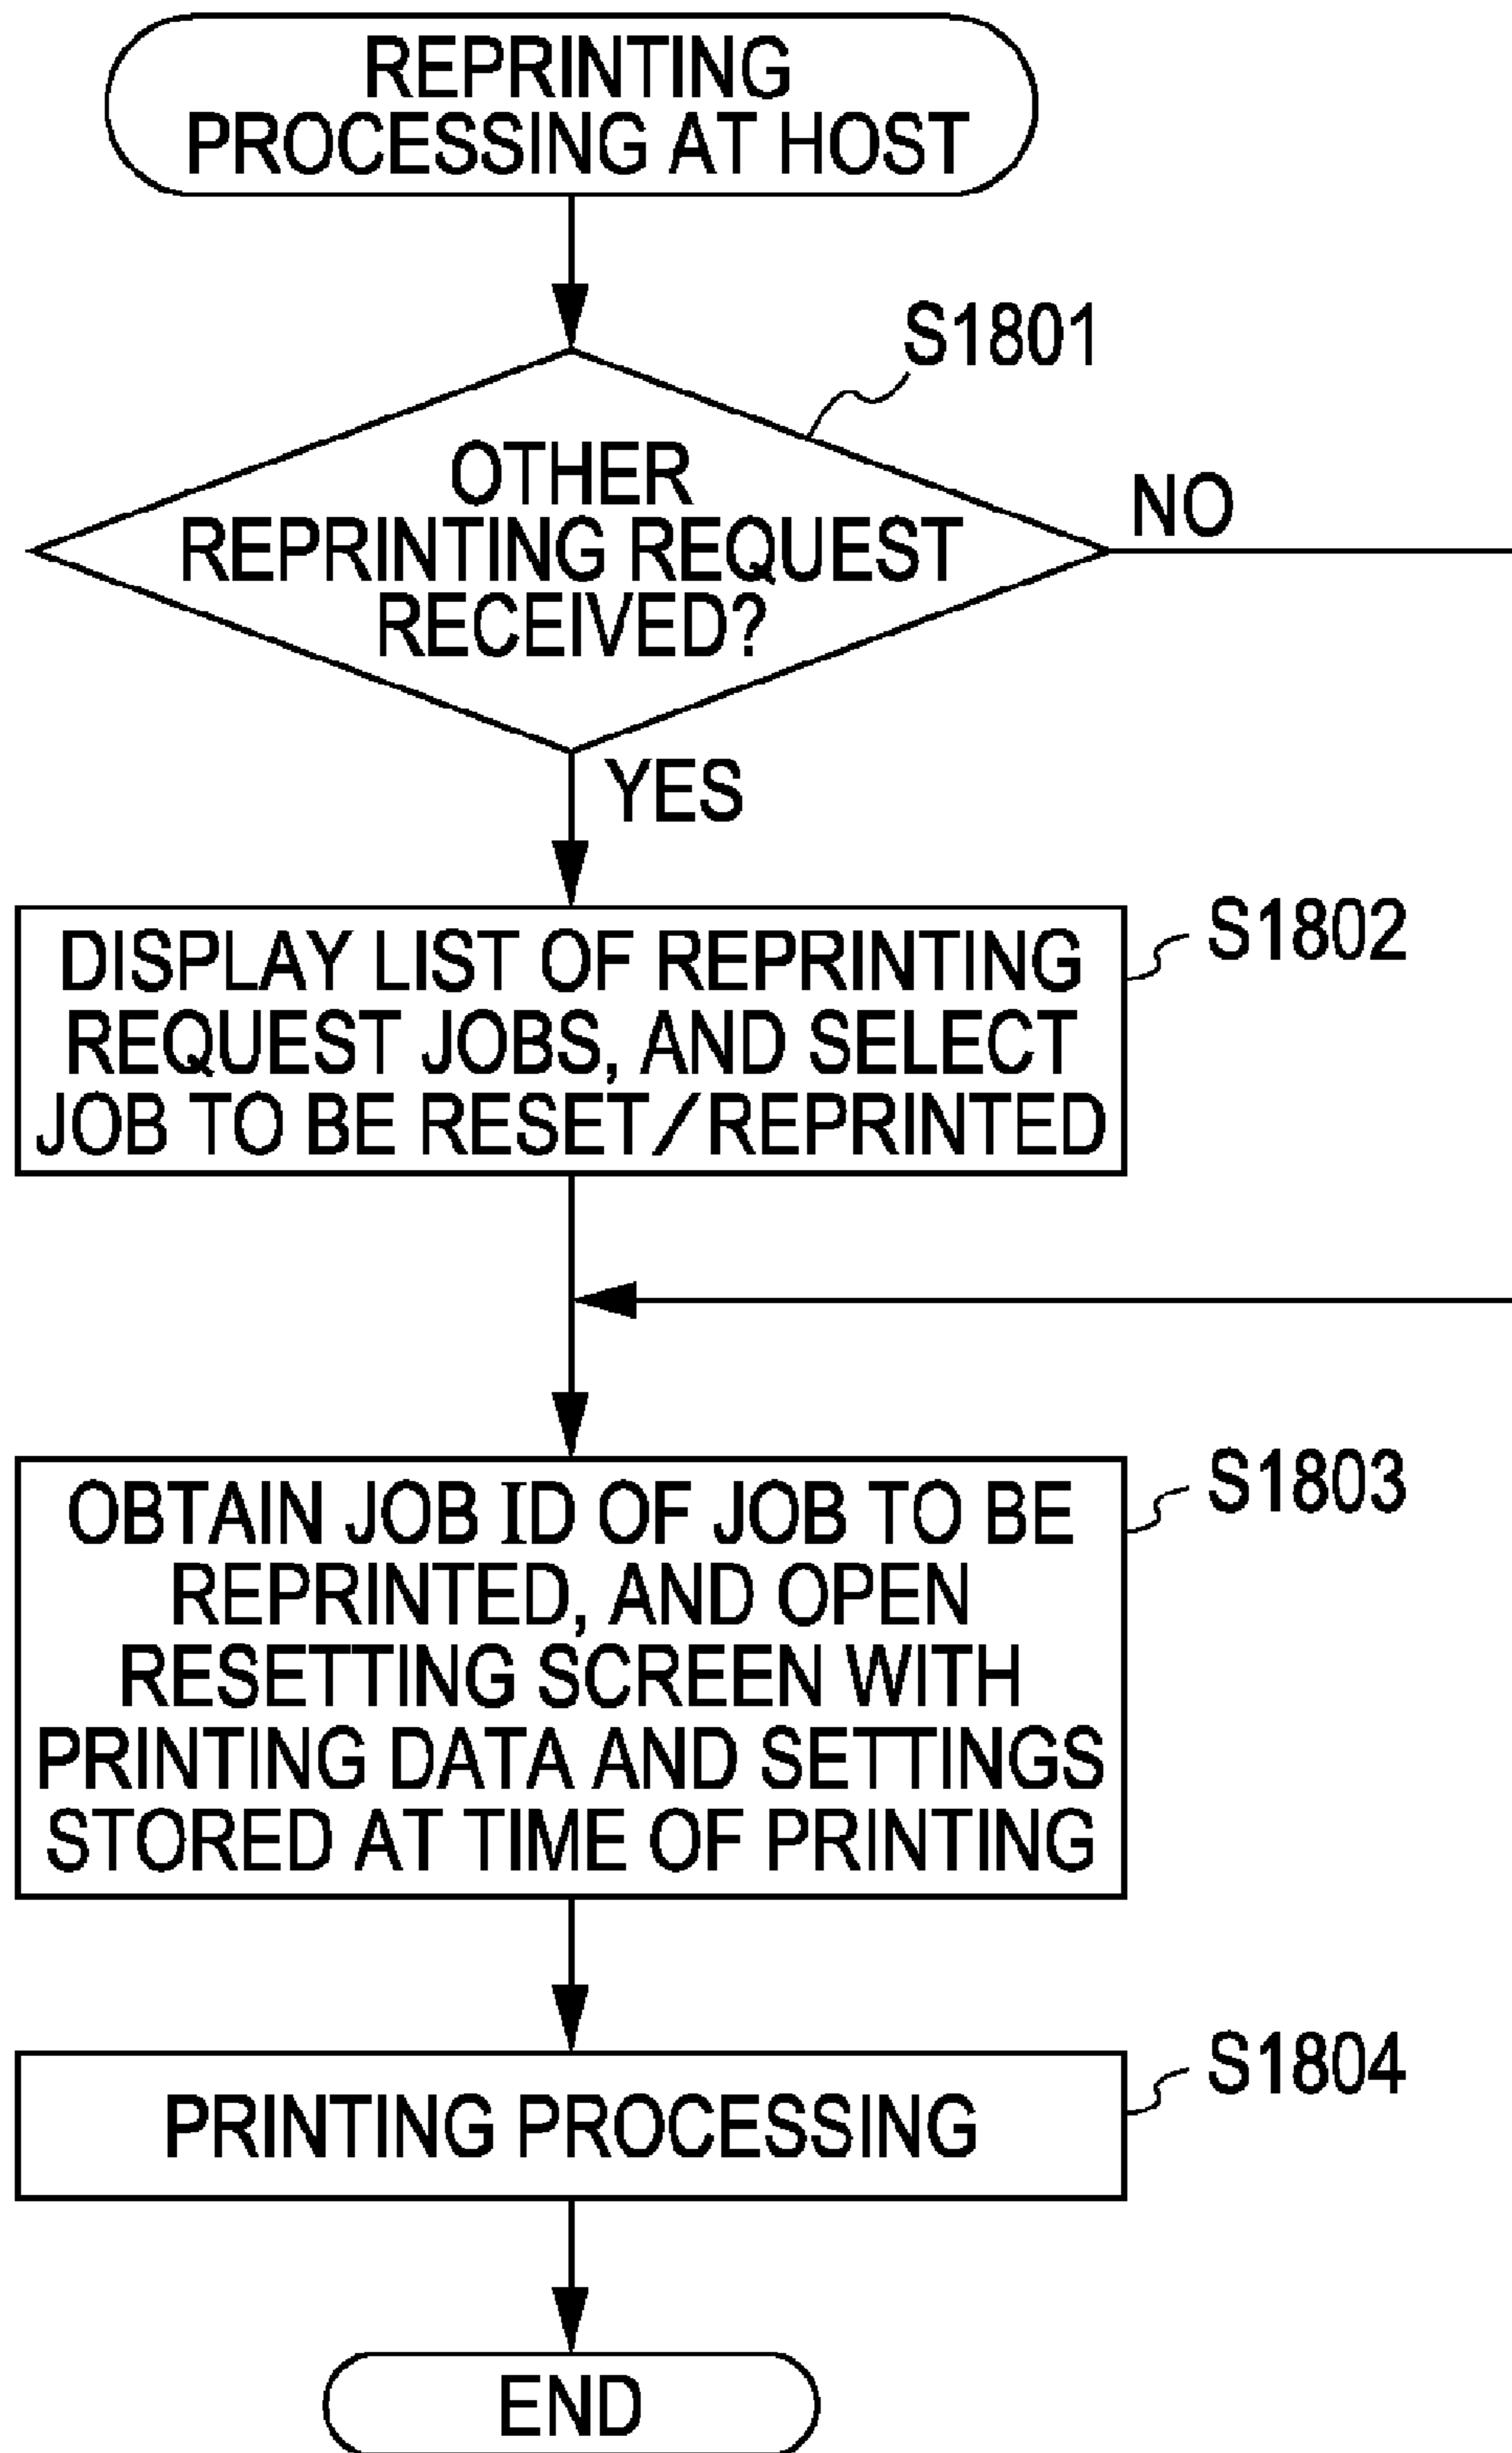 REPRINTING
PROCESSING AT HOST
S1801
OTHER
REPRINTING REQUEST
RECEIVED?
NO
YES
S1802
DISPLAY LIST OF REPRINTING
REQUEST JOBS, AND SELECT
JOB TO BE RESET/REPRINTED
S1803
OBTAIN JOB ID OF JOB TO BE
REPRINTED, AND OPEN
RESETTING SCREEN WITH
PRINTING DATA AND SETTINGS
STORED AT TIME OF PRINTING
S1804
PRINTING PROCESSING
END